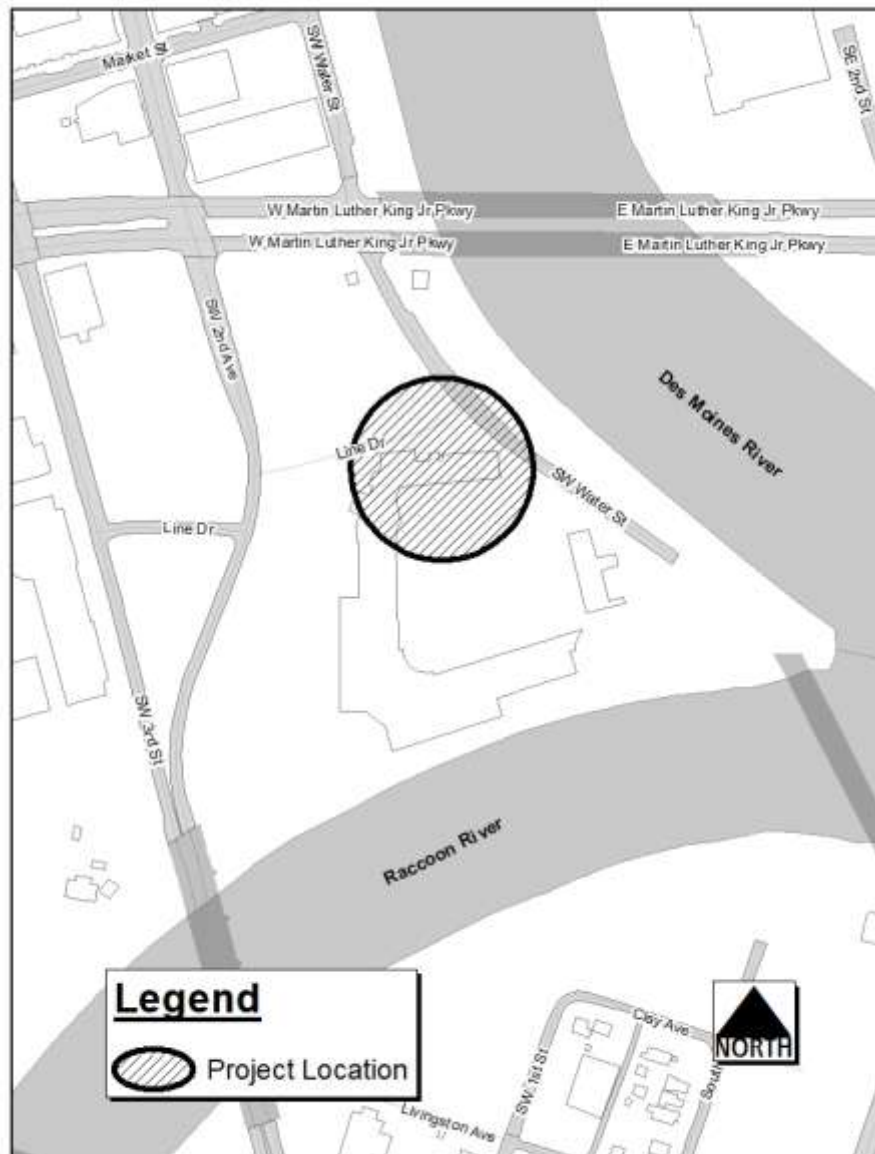 Market St
SW Water St
SE 2nd St
W Martin Luther King Jr Pkwy
E Martin Luther King Jr Pkwy
W Martin Luther King Jr Pkwy
E Martin Luther King Jr Pkwy
SW 2nd Ave
Des Moines River
Line Dr
SW Water St
Line Dr
SW 3rd St
Raccoon River
Legend
Project Location
NORTH
Clay Ave
South
SW 1st St
Livingston Ave